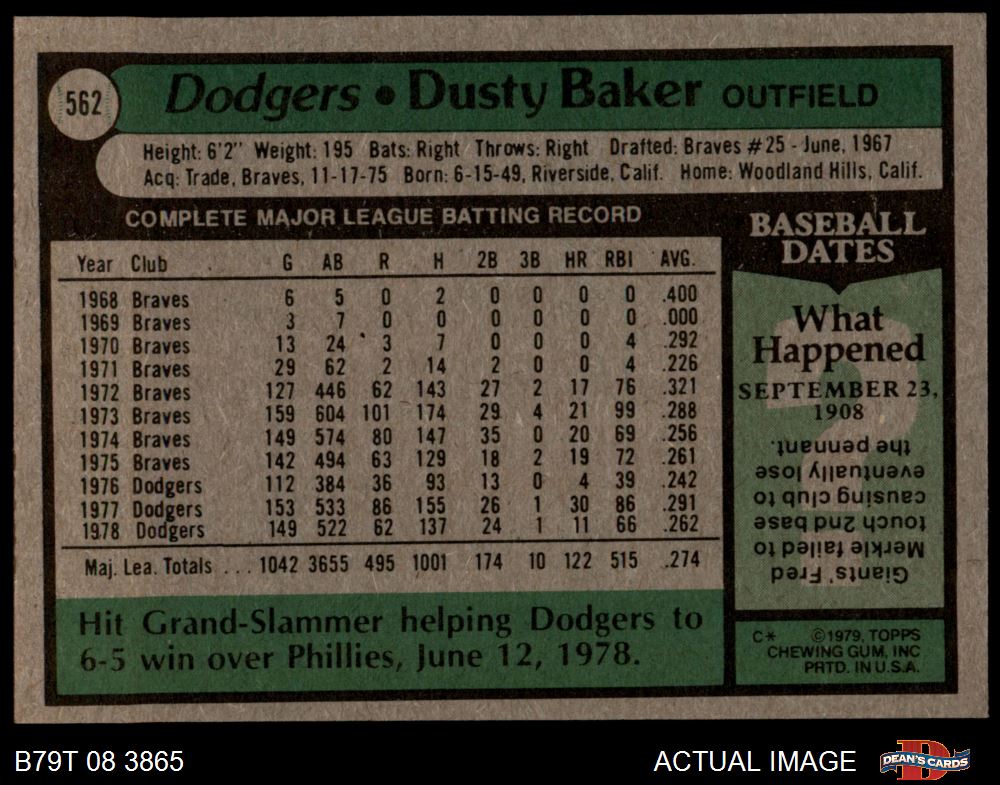 562
Dodgers • Dusty Baker OUTFIELD
Height: 6'2" Weight: 195 Bats: Right Throws: Right Drafted: Braves #25 - June, 1967
Acq: Trade, Braves, 11-17-75 Born: 6-15-49, Riverside, Calif. Home: Woodland Hills, Calif.
COMPLETE MAJOR LEAGUE BATTING RECORD
Year Club G AB R H 2B 3B HR RBI AVG.
1968 Braves 6 5 0 2 0 0 0 0 .400
1969 Braves 3 7 0 0 0 0 0 0 .000
1970 Braves 13 24 3 7 0 0 0 4 .292
1971 Braves 29 62 2 14 2 0 0 4 .226
1972 Braves 127 446 62 143 27 2 17 76 .321
1973 Braves 159 604 101 174 29 4 21 99 .288
1974 Braves 149 574 80 147 35 0 20 69 .256
1975 Braves 142 494 63 129 18 2 19 72 .261
1976 Dodgers 112 384 36 93 13 0 4 39 .242
1977 Dodgers 153 533 86 155 26 1 30 86 .291
1978 Dodgers 149 522 62 137 24 1 11 66 .262
Maj. Lea. Totals . . . 1042 3655 495 1001 174 10 122 515 .274
Hit Grand-Slammer helping Dodgers to
6-5 win over Phillies, June 12, 1978.
BASEBALL
DATES
What
Happened
SEPTEMBER 23,
1908
Giants' Fred
Merkle failed to
touch 2nd base
causing club to
eventually lose
the pennant.
C* ©1979, TOPPS
CHEWING GUM, INC
PRTD. IN U.S.A.
B79T 08 3865
ACTUAL IMAGE
DEAN'S CARDS